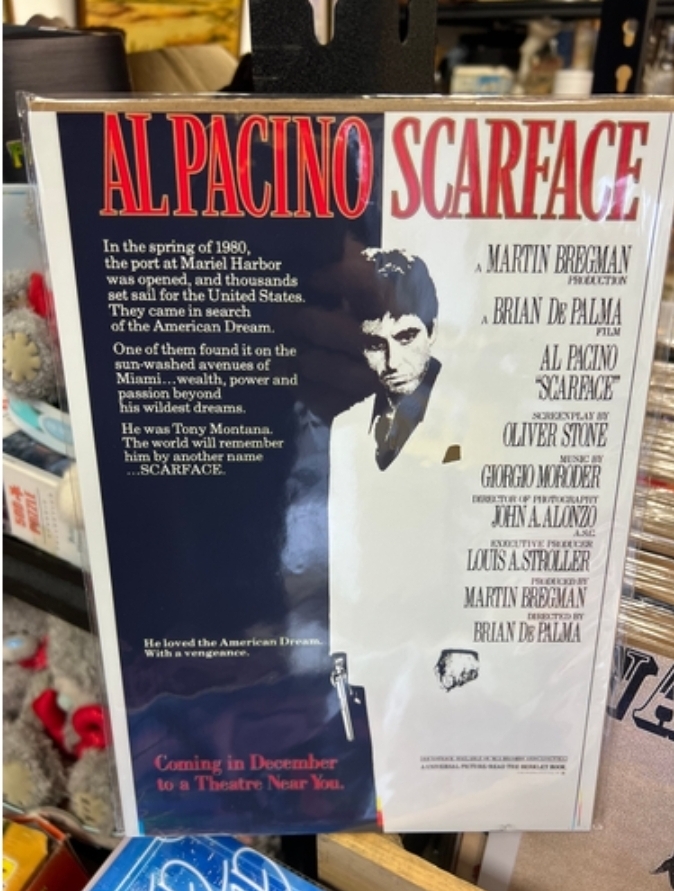 AL PACINO SCARFACE
In the spring of 1980,
the port at Mariel Harbor
was opened, and thousands
set sail for the United States.
They came in search
of the American Dream.
One of them found it on the
sun-washed avenues of
Miami...wealth, power and
passion beyond
his wildest dreams.
He was Tony Montana.
The world will remember
him by another name
...SCARFACE.
He loved the American Dream.
With a vengeance.
Coming in December
to a Theatre Near You.
A MARTIN BREGMAN
PRODUCTION
A BRIAN DE PALMA
FILM
AL PACINO
"SCARFACE"
SCREENPLAY BY
OLIVER STONE
MUSIC BY
GIORGIO MORODER
DIRECTOR OF PHOTOGRAPHY
JOHN A. ALONZO
A.S.C.
EXECUTIVE PRODUCER
LOUIS A. STROLLER
PRODUCED BY
MARTIN BREGMAN
DIRECTED BY
BRIAN DE PALMA
A UNIVERSAL PICTURE READ THE BERKLEY BOOK